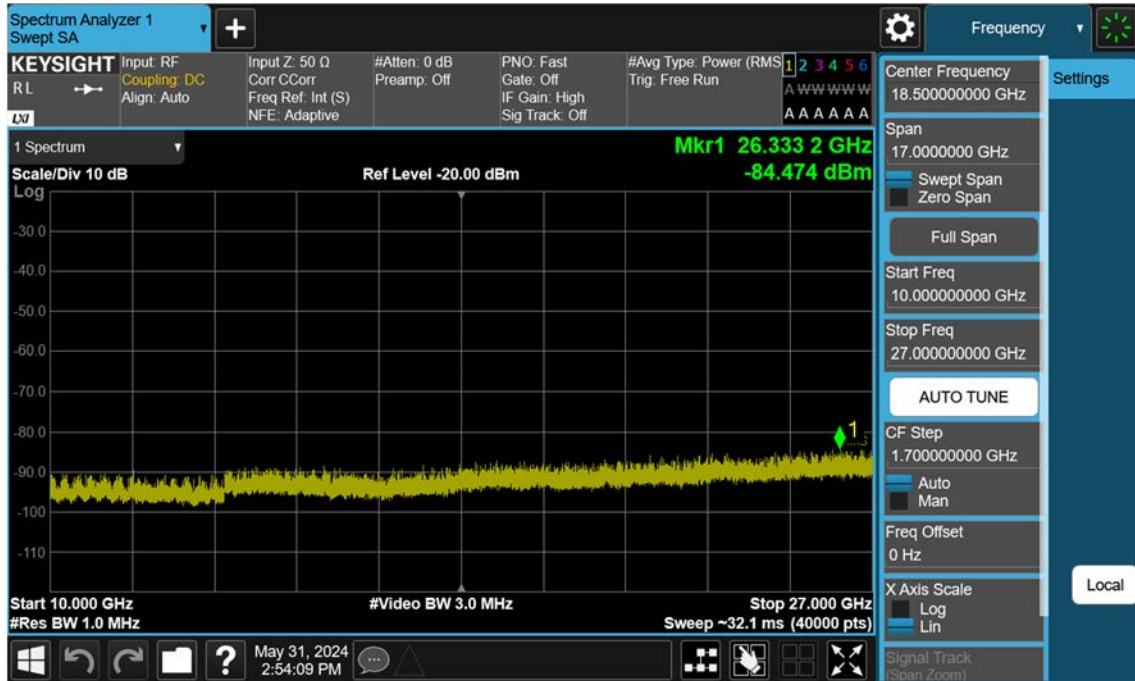 Spectrum Analyzer 1
Swept SA
Frequency
KEYSIGHT
R L
LXI
Input: RF
Coupling: DC
Align: Auto
Input Z: 50 Ω
Corr CCorr
Freq Ref: Int (S)
NFE: Adaptive
#Atten: 0 dB
Preamp: Off
PNO: Fast
Gate: Off
IF Gain: High
Sig Track: Off
#Avg Type: Power (RMS
Trig: Free Run
1 2 3 4 5 6
A W W W W W
A A A A A A
1 Spectrum
Mkr1 26.333 2 GHz
Scale/Div 10 dB
Ref Level -20.00 dBm
-84.474 dBm
Log
-30.0
-40.0
-50.0
-60.0
-70.0
-80.0
1
-90.0
-100
-110
Start 10.000 GHz
#Video BW 3.0 MHz
Stop 27.000 GHz
#Res BW 1.0 MHz
Sweep ~32.1 ms (40000 pts)
?
May 31, 2024
2:54:09 PM
Center Frequency
18.500000000 GHz
Settings
Span
17.0000000 GHz
Swept Span
Zero Span
Full Span
Start Freq
10.000000000 GHz
Stop Freq
27.000000000 GHz
AUTO TUNE
CF Step
1.700000000 GHz
Auto
Man
Freq Offset
0 Hz
X Axis Scale
Log
Lin
Local
Signal Track
(Span Zoom)